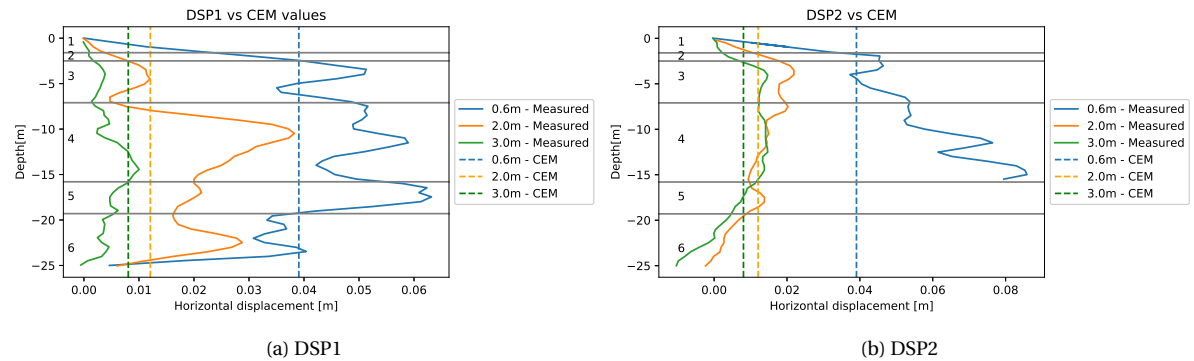 DSP1 vs CEM values
0
−5
−10
−15
−20
−25
Depth[m]
1
2
3
4
5
6
0.00 0.01 0.02 0.03 0.04 0.05 0.06
Horizontal displacement [m]
0.6m - Measured
2.0m - Measured
3.0m - Measured
0.6m - CEM
2.0m - CEM
3.0m - CEM
(a) DSP1
DSP2 vs CEM
0
−5
−10
−15
−20
−25
Depth[m]
1
2
3
4
5
6
0.00 0.02 0.04 0.06 0.08
Horizontal displacement [m]
0.6m - Measured
2.0m - Measured
3.0m - Measured
0.6m - CEM
2.0m - CEM
3.0m - CEM
(b) DSP2